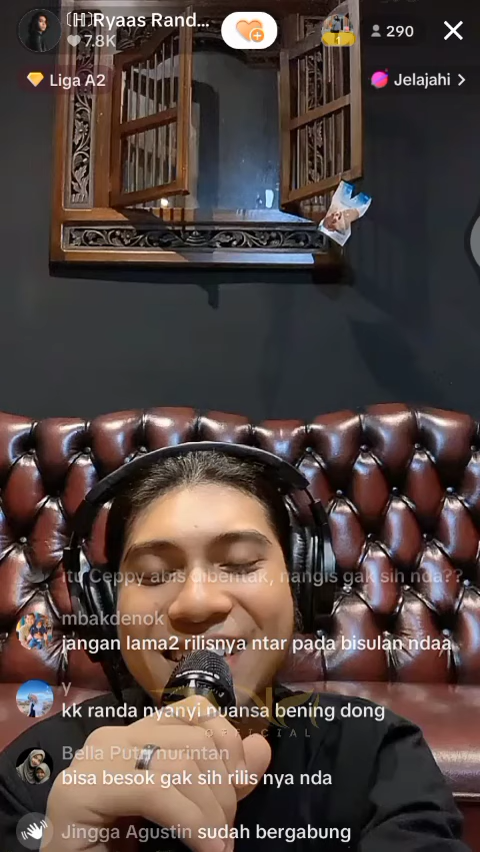 🄗Ryaas Rand...
7.8K
1
290
Liga A2
Jelajahi
itu Ceppy abis dibentak, nangis gak sih nda??
mbakdenok
jangan lama2 rilisnya ntar pada bisulan ndaa
y
kk randa nyanyi nuansa bening dong
OFFICIAL
Bella Putri nurintan
bisa besok gak sih rilis nya nda
Jingga Agustin sudah bergabung